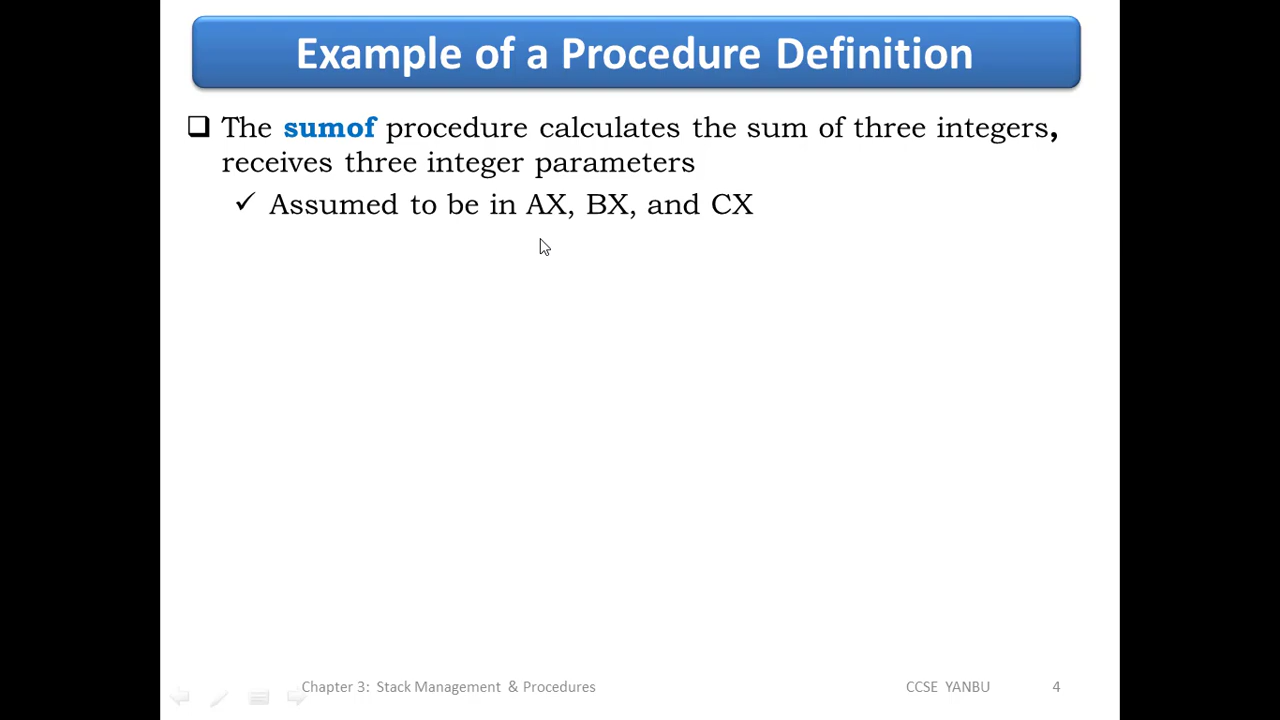 Example of a Procedure Definition
The sumof procedure calculates the sum of three integers,
receives three integer parameters
✓ Assumed to be in AX, BX, and CX
Chapter 3: Stack Management & Procedures
CCSE YANBU
4